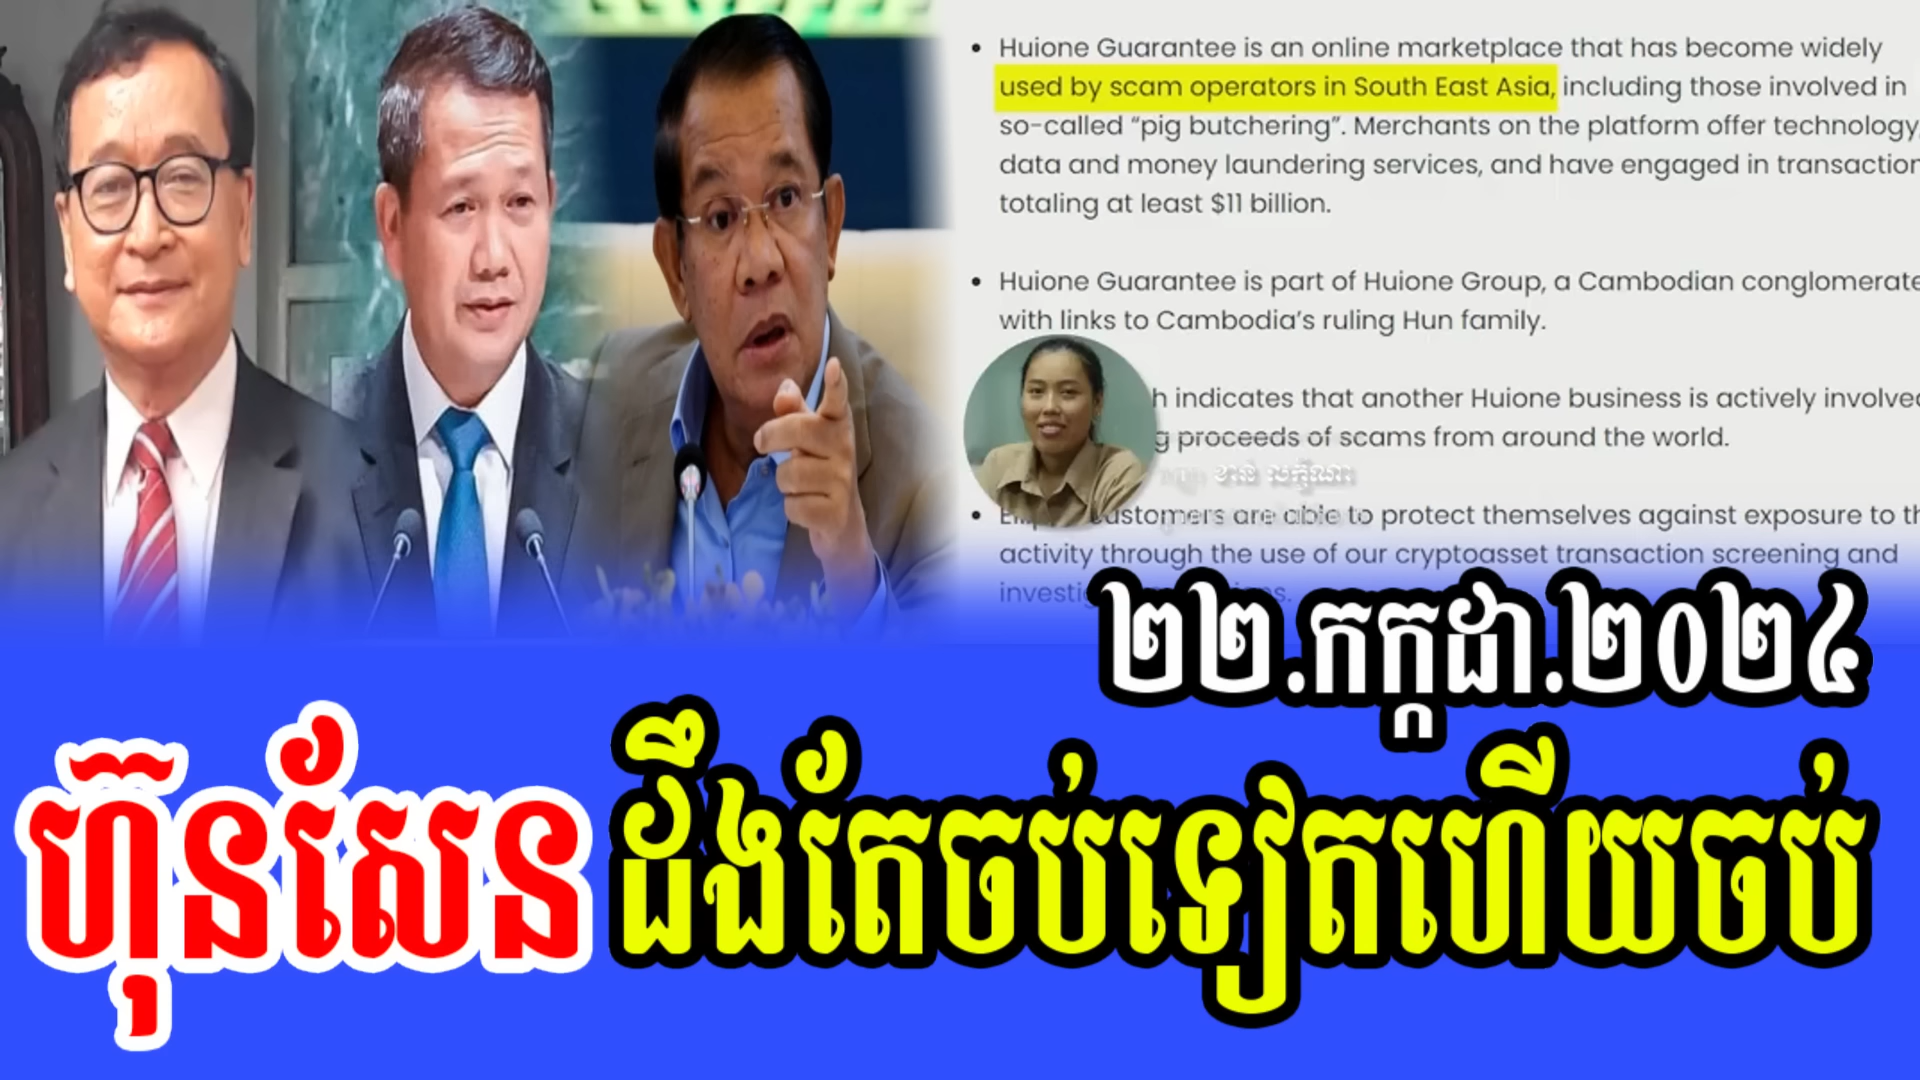 • Huione Guarantee is an online marketplace that has become widely
used by scam operators in South East Asia, including those involved in
so-called “pig butchering”. Merchants on the platform offer technology,
data and money laundering services, and have engaged in transaction
totaling at least $11 billion.
• Huione Guarantee is part of Huione Group, a Cambodian conglomerate
with links to Cambodia’s ruling Hun family.
h indicates that another Huione business is actively involved
g proceeds of scams from around the world.
• customers are able to protect themselves against exposure to th
activity through the use of our cryptoasset transaction screening and
២២.កក្កដា.២០២៤
ហ៊ុនសែន ដឹងតែចប់ទៀតហើយចប់